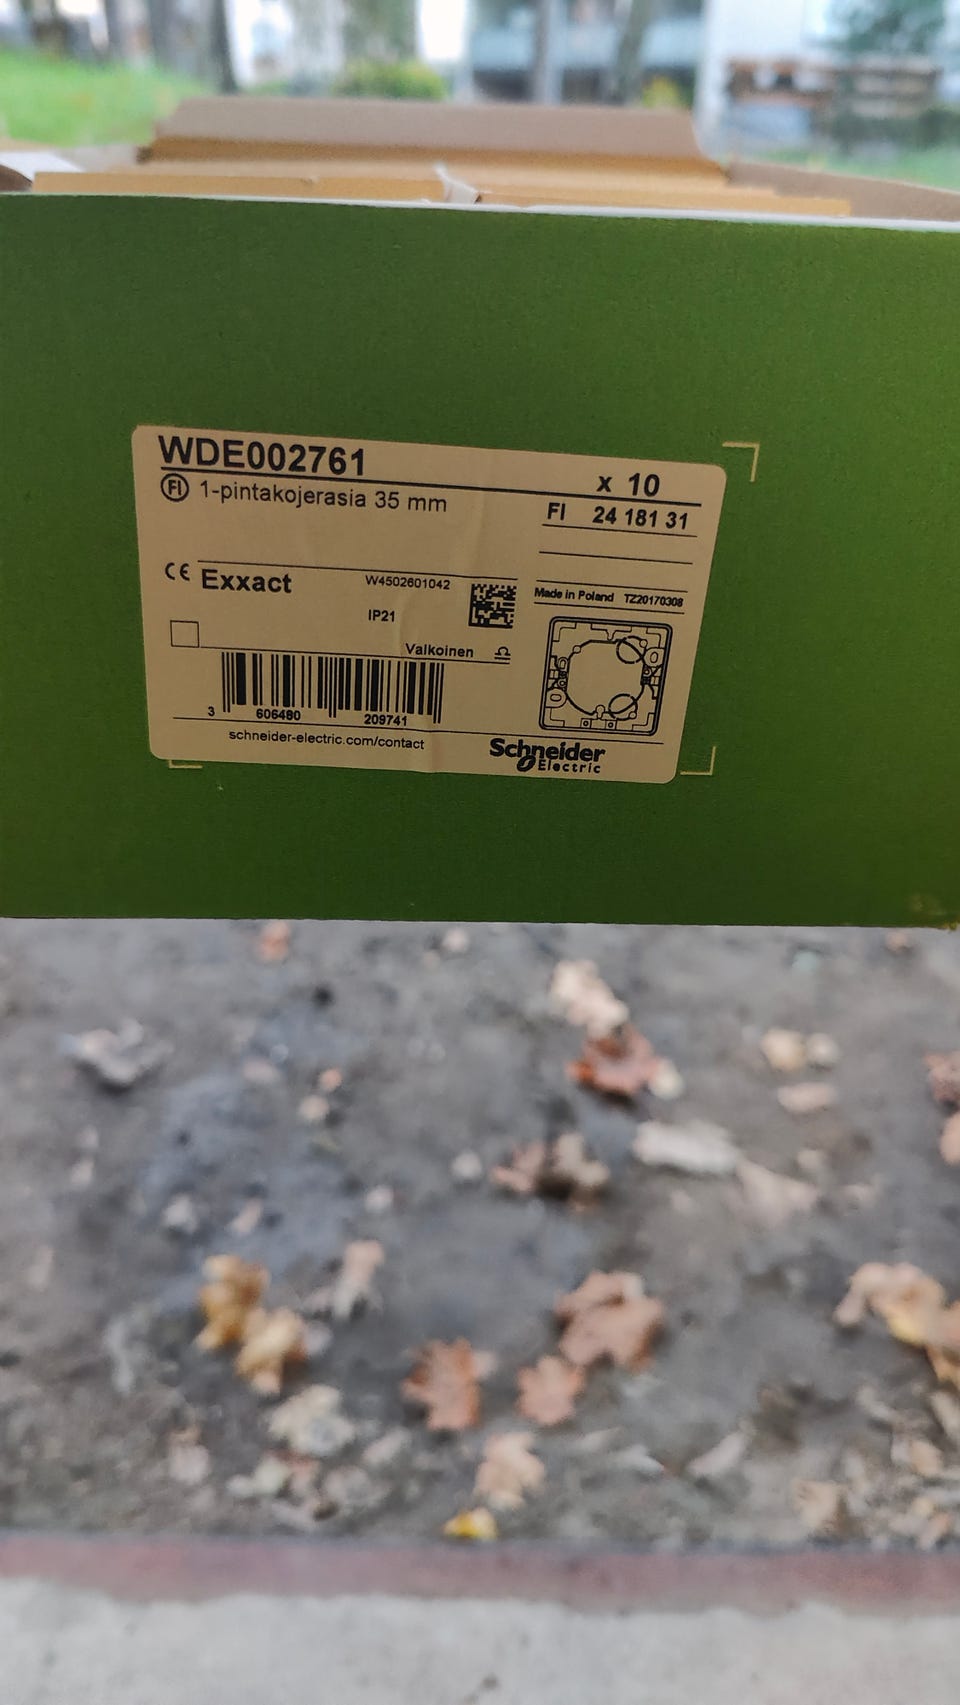 WDE002761
x 10
FI 1-pintakojerasia 35 mm
FI 24 181 31
CE Exxact
W4502601042
Made in Poland TZ20170308
IP21
Valkoinen
3 606480 209741
schneider-electric.com/contact
Schneider
Electric